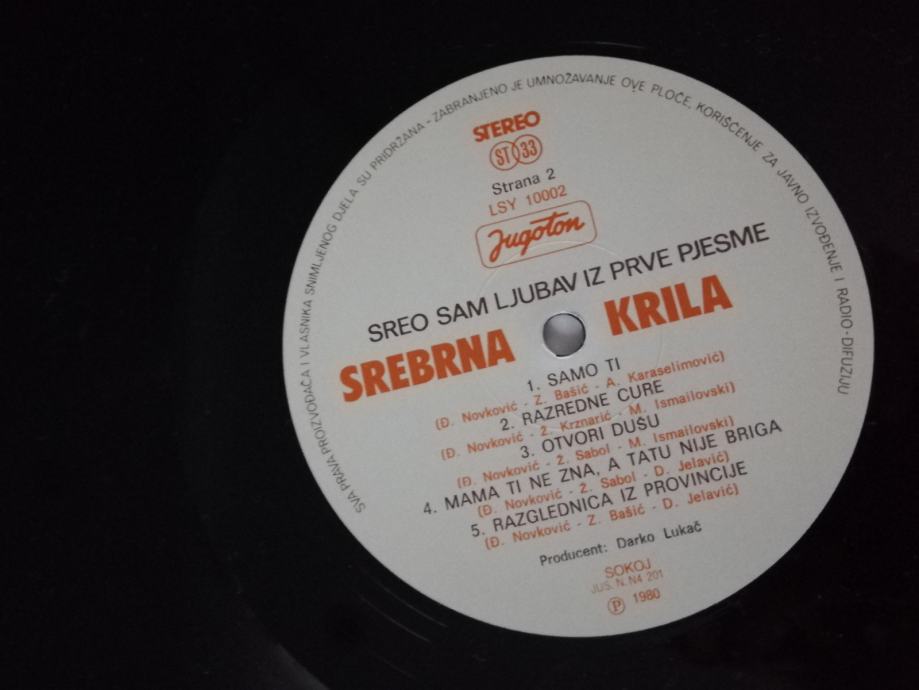 SVA PRAVA PROIZVOĐAČA I VLASNIKA SNIMLJENOG DJELA SU PRIDRŽANA - ZABRANJENO JE UMNOŽAVANJE OVE PLOČE, KORIŠĆENJE ZA JAVNO IZVOĐENJE I RADIO-DIFUZIJU
STEREO
ST 33
Strana 2
LSY 10002
Jugoton
SREO SAM LJUBAV IZ PRVE PJESME
SREBRNA KRILA
1. SAMO TI
(Đ. Novković - Z. Bašić - A. Karaselimović)
2. RAZREDNE CURE
(Đ. Novković - Ž. Krznarić - M. Ismailovski)
3. OTVORI DUŠU
(Đ. Novković - Ž. Sabol - M. Ismailovski)
4. MAMA TI NE ZNA, A TATU NIJE BRIGA
(Đ. Novković - Ž. Sabol - D. Jelavić)
5. RAZGLEDNICA IZ PROVINCIJE
(Đ. Novković - Z. Bašić - D. Jelavić)
Producent: Darko Lukač
SOKOJ
JUS. N. N4 201
Ⓟ 1980